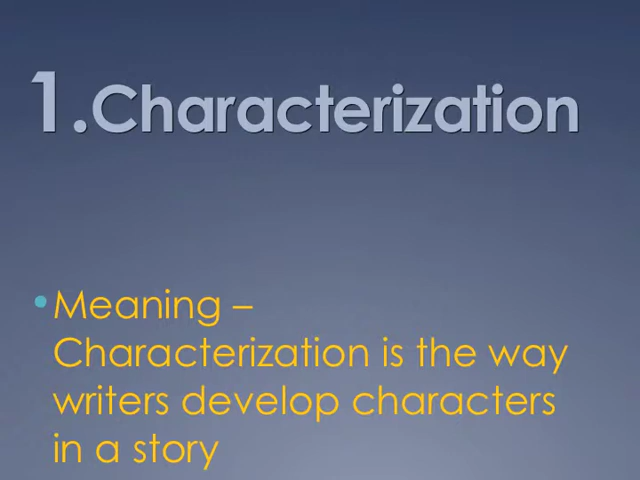 1.Characterization
•Meaning –
Characterization is the way
writers develop characters
in a story